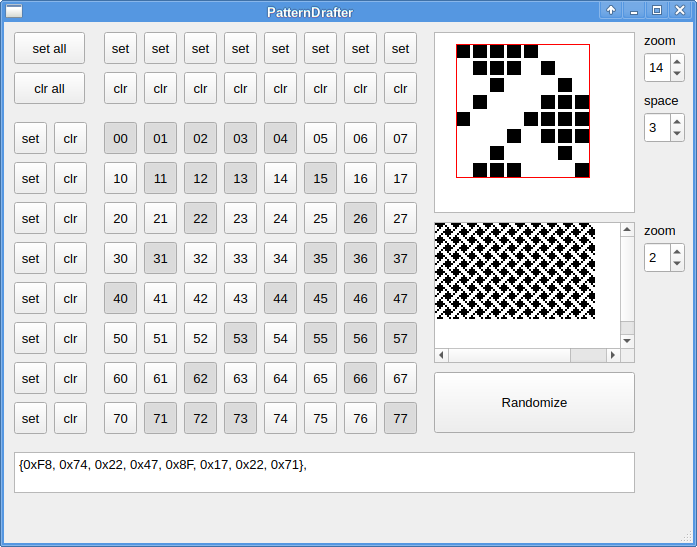 PatternDrafter
set all set set set set set set set set
clr all clr clr clr clr clr clr clr clr
set clr 00 01 02 03 04 05 06 07
set clr 10 11 12 13 14 15 16 17
set clr 20 21 22 23 24 25 26 27
set clr 30 31 32 33 34 35 36 37
set clr 40 41 42 43 44 45 46 47
set clr 50 51 52 53 54 55 56 57
set clr 60 61 62 63 64 65 66 67
set clr 70 71 72 73 74 75 76 77
zoom
14
space
3
zoom
2
Randomize
{0xF8, 0x74, 0x22, 0x47, 0x8F, 0x17, 0x22, 0x71},